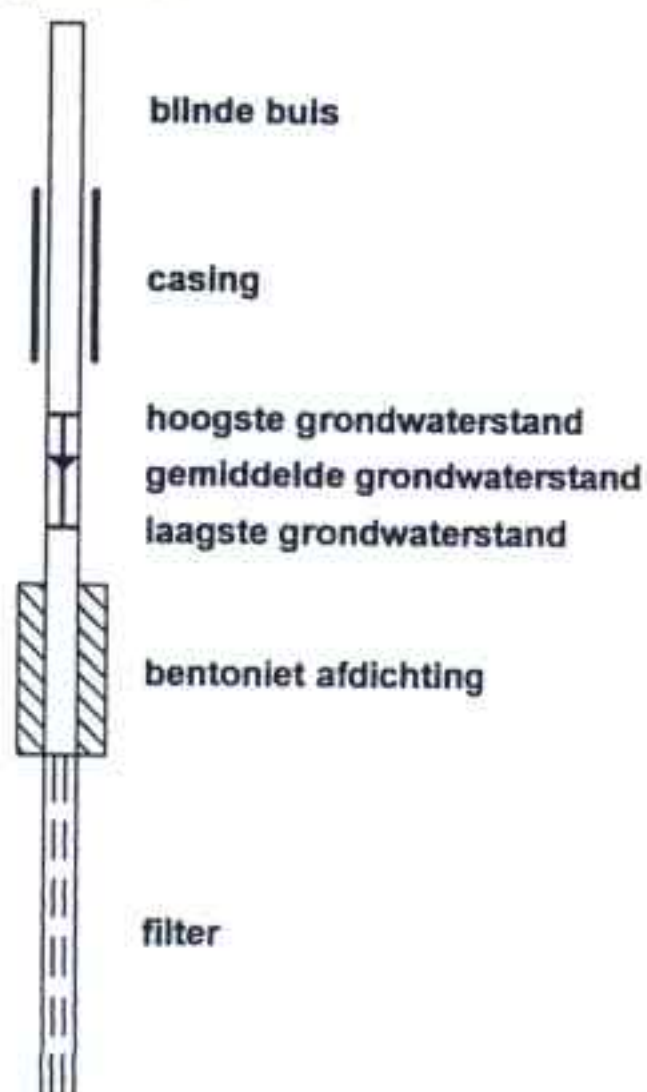 blinde buis
casing
hoogste grondwaterstand
gemiddelde grondwaterstand
laagste grondwaterstand
bentoniet afdichting
filter